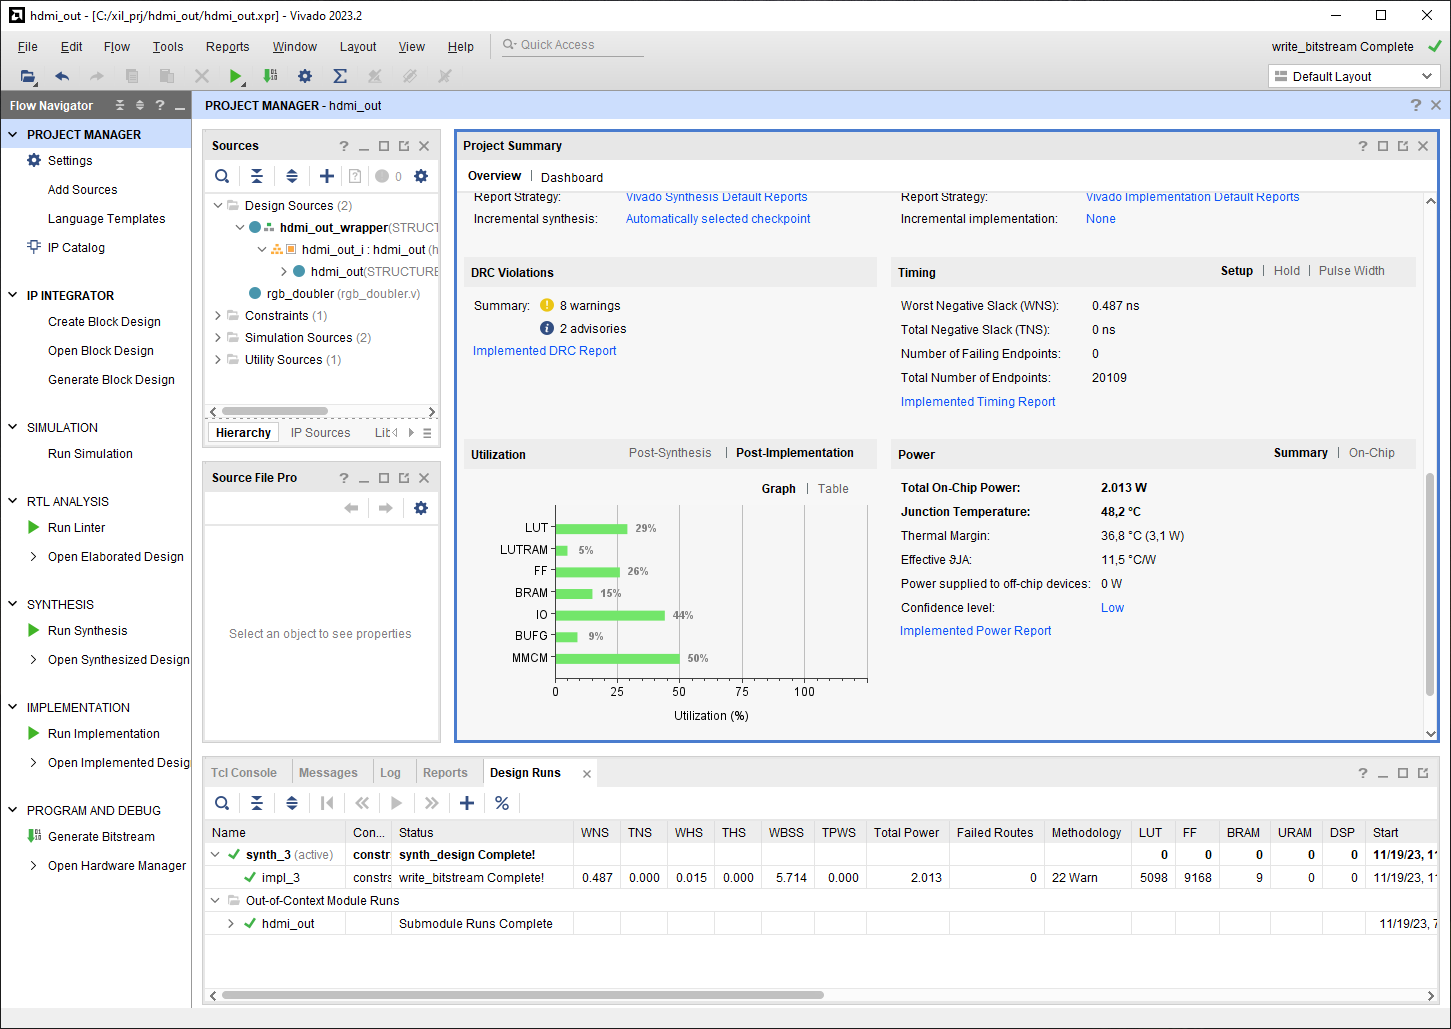 hdmi_out - [C:/xil_prj/hdmi_out/hdmi_out.xpr] - Vivado 2023.2
File Edit Flow Tools Reports Window Layout View Help Quick Access write_bitstream Complete
Default Layout
Flow Navigator
PROJECT MANAGER
Settings
Add Sources
Language Templates
IP Catalog
IP INTEGRATOR
Create Block Design
Open Block Design
Generate Block Design
SIMULATION
Run Simulation
RTL ANALYSIS
Run Linter
Open Elaborated Design
SYNTHESIS
Run Synthesis
Open Synthesized Design
IMPLEMENTATION
Run Implementation
Open Implemented Desig
PROGRAM AND DEBUG
Generate Bitstream
Open Hardware Manager
PROJECT MANAGER - hdmi_out
Sources
0
Design Sources (2)
hdmi_out_wrapper(STRUCT
hdmi_out_i : hdmi_out (h
hdmi_out(STRUCTURE
rgb_doubler (rgb_doubler.v)
Constraints (1)
Simulation Sources (2)
Utility Sources (1)
Hierarchy IP Sources Lib
Source File Pro
Select an object to see properties
Project Summary
Overview | Dashboard
Report Strategy: Vivado Synthesis Default Reports
Incremental synthesis: Automatically selected checkpoint
Report Strategy: Vivado Implementation Default Reports
Incremental implementation: None
DRC Violations
Summary: 8 warnings
2 advisories
Implemented DRC Report
Timing Setup | Hold | Pulse Width
Worst Negative Slack (WNS): 0.487 ns
Total Negative Slack (TNS): 0 ns
Number of Failing Endpoints: 0
Total Number of Endpoints: 20109
Implemented Timing Report
Utilization Post-Synthesis | Post-Implementation
Graph | Table
LUT 29%
LUTRAM 5%
FF 26%
BRAM 15%
IO 44%
BUFG 9%
MMCM 50%
0 25 50 75 100
Utilization (%)
Power Summary | On-Chip
Total On-Chip Power: 2.013 W
Junction Temperature: 48,2 °C
Thermal Margin: 36,8 °C (3,1 W)
Effective ϑJA: 11,5 °C/W
Power supplied to off-chip devices: 0 W
Confidence level: Low
Implemented Power Report
Tcl Console Messages Log Reports Design Runs
Name Con... Status WNS TNS WHS THS WBSS TPWS Total Power Failed Routes Methodology LUT FF BRAM URAM DSP Start
synth_3 (active) constr synth_design Complete! 0 0 0 0 0 11/19/23, 1
impl_3 constrs write_bitstream Complete! 0.487 0.000 0.015 0.000 5.714 0.000 2.013 0 22 Warn 5098 9168 9 0 0 11/19/23, 1
Out-of-Context Module Runs
hdmi_out Submodule Runs Complete 11/19/23, 7